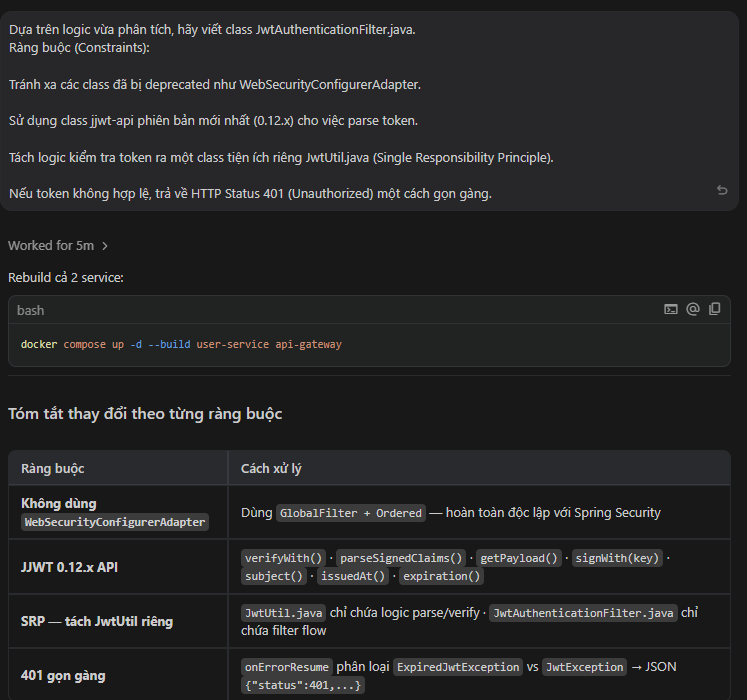 Dựa trên logic vừa phân tích, hãy viết class JwtAuthenticationFilter.java.
Ràng buộc (Constraints):
Tránh xa các class đã bị deprecated như WebSecurityConfigurerAdapter.
Sử dụng class jjwt-api phiên bản mới nhất (0.12.x) cho việc parse token.
Tách logic kiểm tra token ra một class tiện ích riêng JwtUtil.java (Single Responsibility Principle).
Nếu token không hợp lệ, trả về HTTP Status 401 (Unauthorized) một cách gọn gàng.
Worked for 5m >
Rebuild cả 2 service:
bash
docker compose up -d --build user-service api-gateway
Tóm tắt thay đổi theo từng ràng buộc
Ràng buộc
Cách xử lý
Không dùng
WebSecurityConfigurerAdapter
Dùng GlobalFilter + Ordered — hoàn toàn độc lập với Spring Security
JJWT 0.12.x API
verifyWith() · parseSignedClaims() · getPayload() · signWith(key) ·
subject() · issuedAt() · expiration()
SRP — tách JwtUtil riêng
JwtUtil.java chỉ chứa logic parse/verify · JwtAuthenticationFilter.java chỉ
chứa filter flow
401 gọn gàng
onErrorResume phân loại ExpiredJwtException vs JwtException → JSON
{"status":401,...}